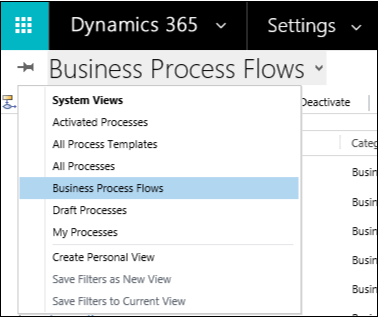 Dynamics 365 Settings
Business Process Flows
System Views
Deactivate
Activated Processes
All Process Templates
Categ
All Processes
Busin
Business Process Flows
Busin
Draft Processes
Busin
My Processes
Busin
Create Personal View
Busin
Save Filters as New View
Busin
Save Filters to Current View